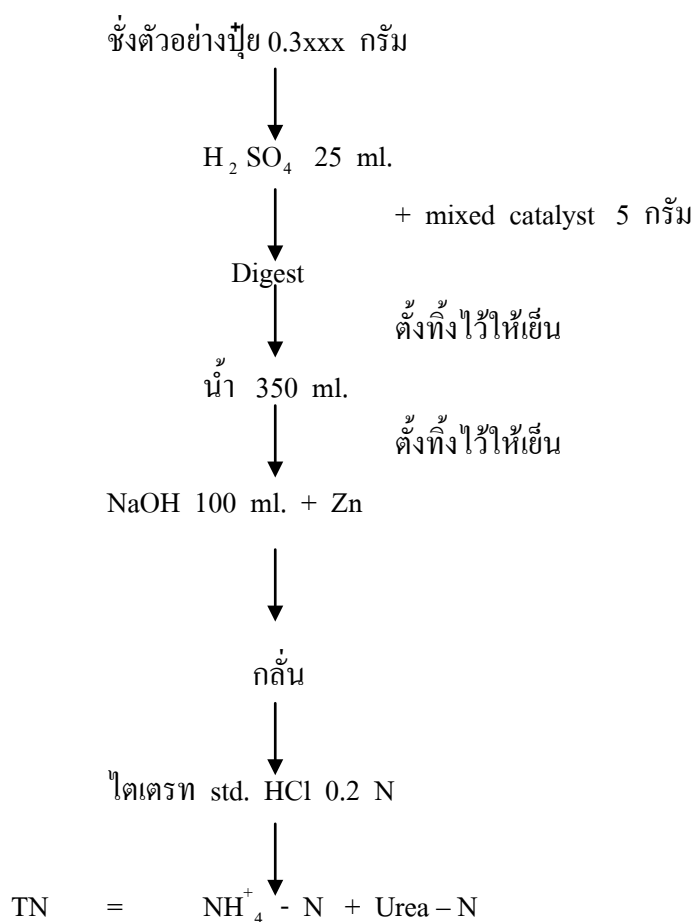 ชั่งตัวอย่างปุ๋ย 0.3xxx กรัม
H₂SO₄ 25 ml.
+ mixed catalyst 5 กรัม
Digest
ตั้งทิ้งไว้ให้เย็น
น้ำ 350 ml.
ตั้งทิ้งไว้ให้เย็น
NaOH 100 ml. + Zn
กลั่น
ไตเตรท std. HCl 0.2 N
TN = NH₄⁺ - N + Urea – N